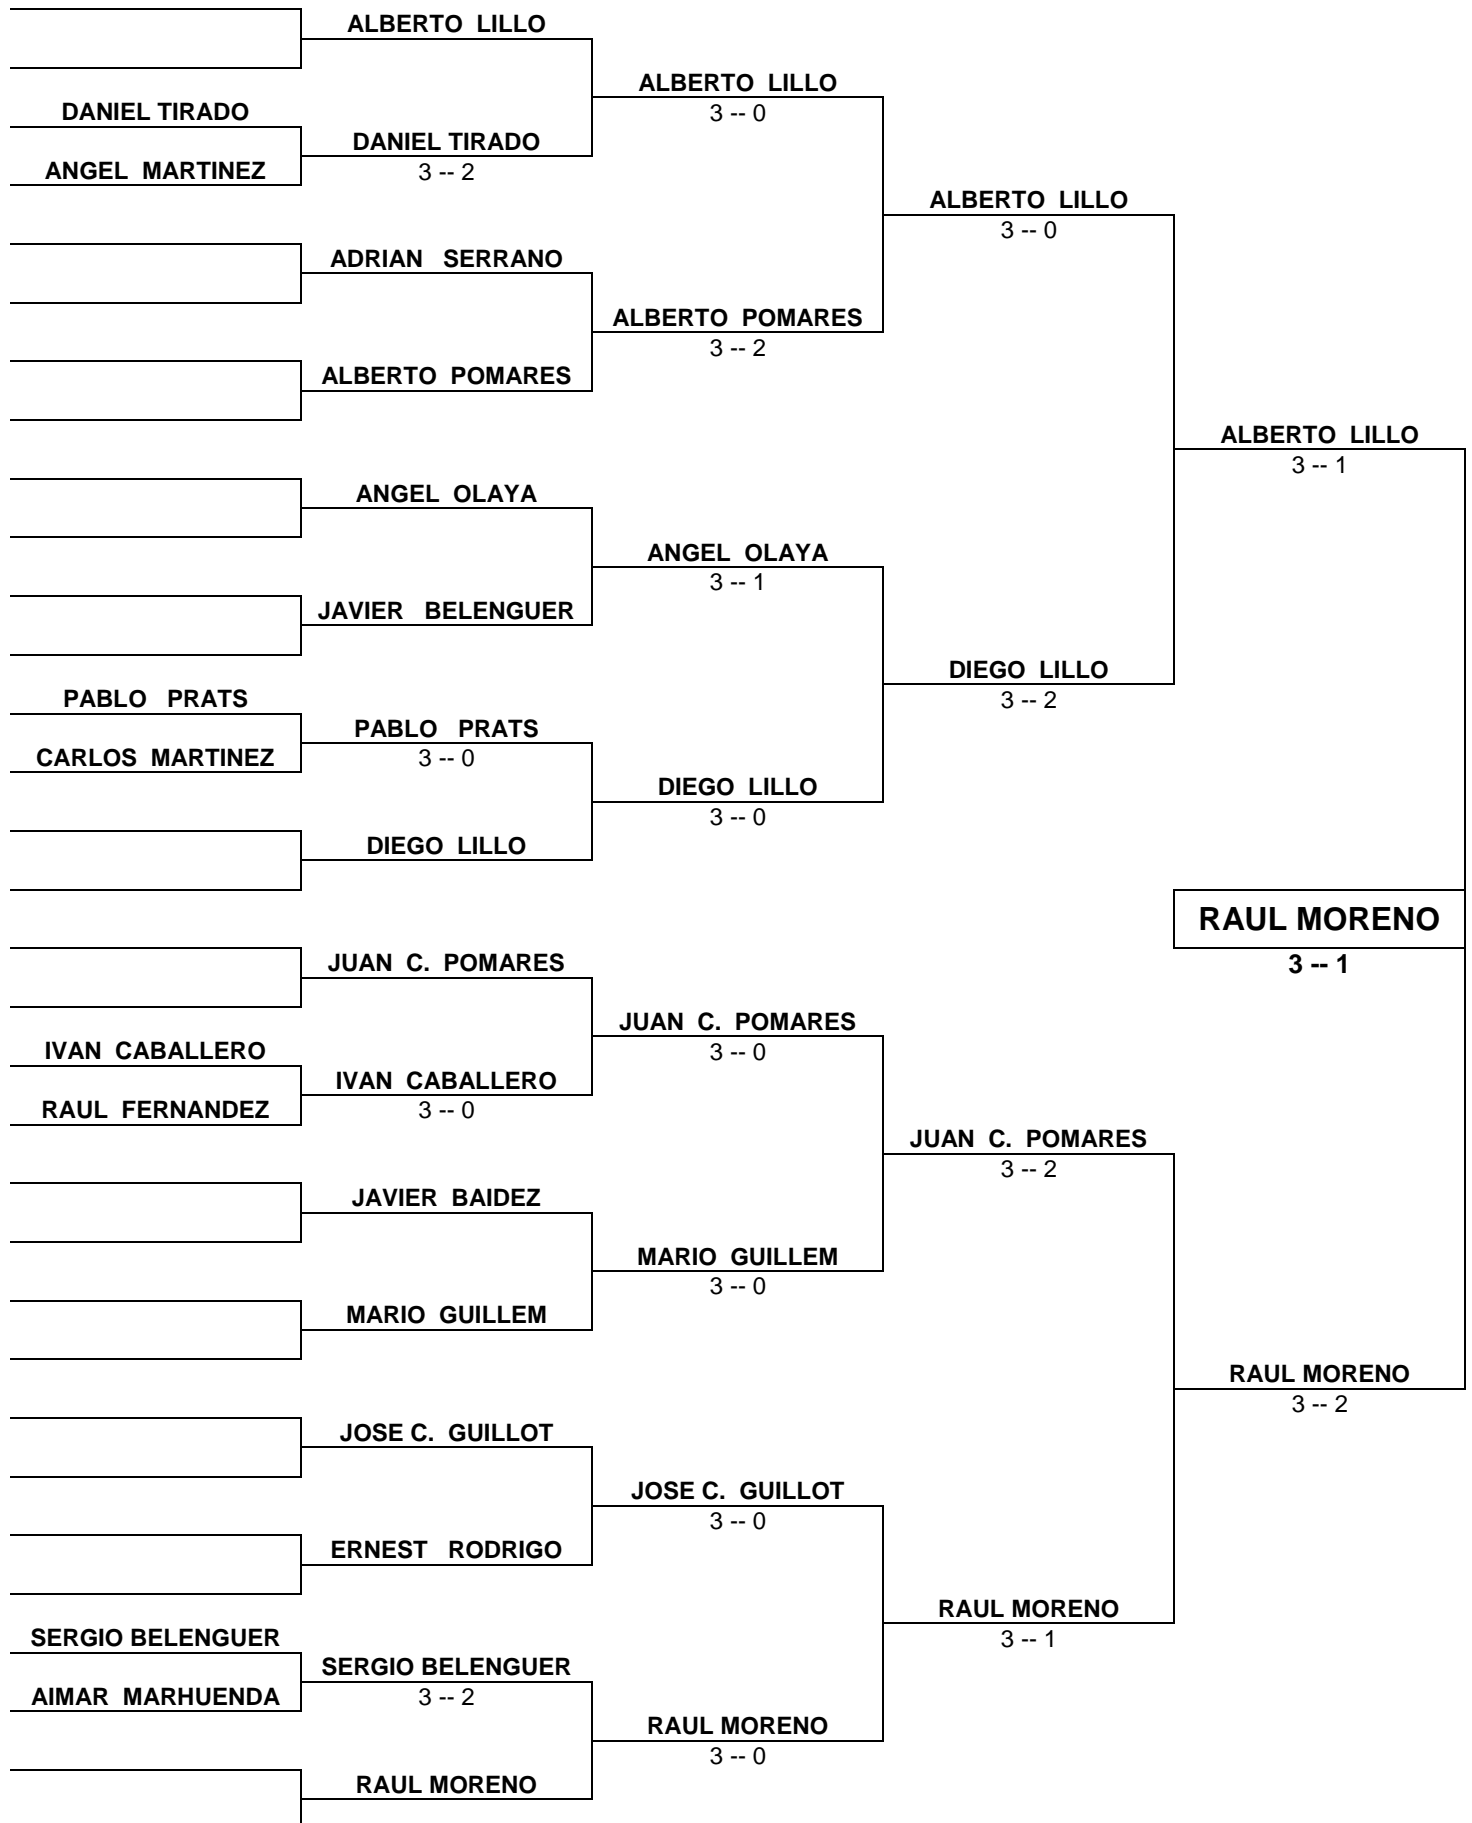 ALBERTO LILLO
ALBERTO LILLO
3 -- 0
DANIEL TIRADO
DANIEL TIRADO
3 -- 2
ANGEL MARTINEZ
ALBERTO LILLO
3 -- 0
ADRIAN SERRANO
ALBERTO POMARES
3 -- 2
ALBERTO POMARES
ALBERTO LILLO
3 -- 1
ANGEL OLAYA
ANGEL OLAYA
3 -- 1
JAVIER BELENGUER
DIEGO LILLO
3 -- 2
PABLO PRATS
PABLO PRATS
3 -- 0
CARLOS MARTINEZ
DIEGO LILLO
3 -- 0
DIEGO LILLO
RAUL MORENO
3 -- 1
JUAN C. POMARES
JUAN C. POMARES
3 -- 0
IVAN CABALLERO
IVAN CABALLERO
3 -- 0
RAUL FERNANDEZ
JUAN C. POMARES
3 -- 2
JAVIER BAIDEZ
MARIO GUILLEM
3 -- 0
MARIO GUILLEM
RAUL MORENO
3 -- 2
JOSE C. GUILLOT
JOSE C. GUILLOT
3 -- 0
ERNEST RODRIGO
RAUL MORENO
3 -- 1
SERGIO BELENGUER
SERGIO BELENGUER
3 -- 2
AIMAR MARHUENDA
RAUL MORENO
3 -- 0
RAUL MORENO